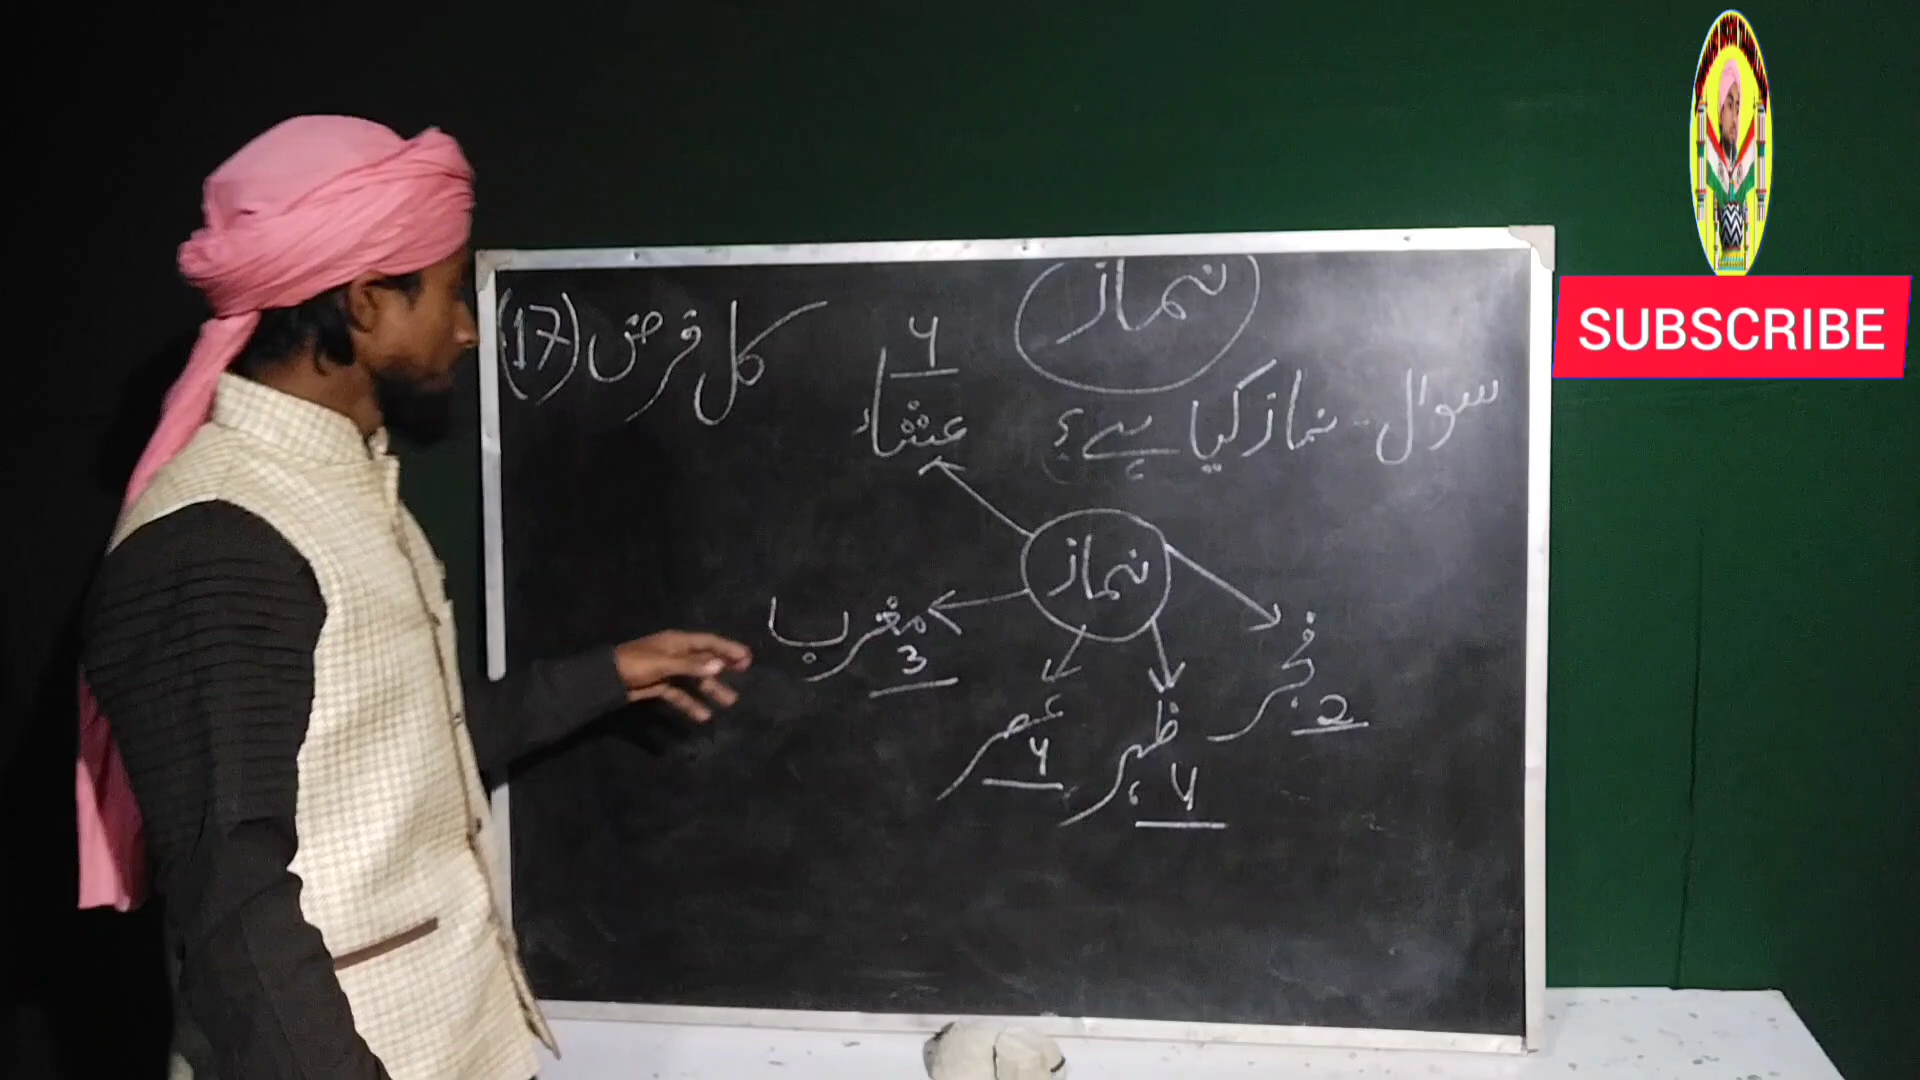 نماز
سوال - نماز کیا ہے؟
کل فرض (17)
4
عشاء
نماز
فجر
2
ظہر
4
عصر
4
مغرب
3
SUBSCRIBE